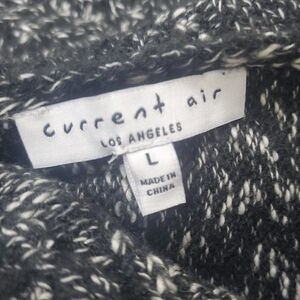 current air
LOS ANGELES
L
MADE IN
CHINA